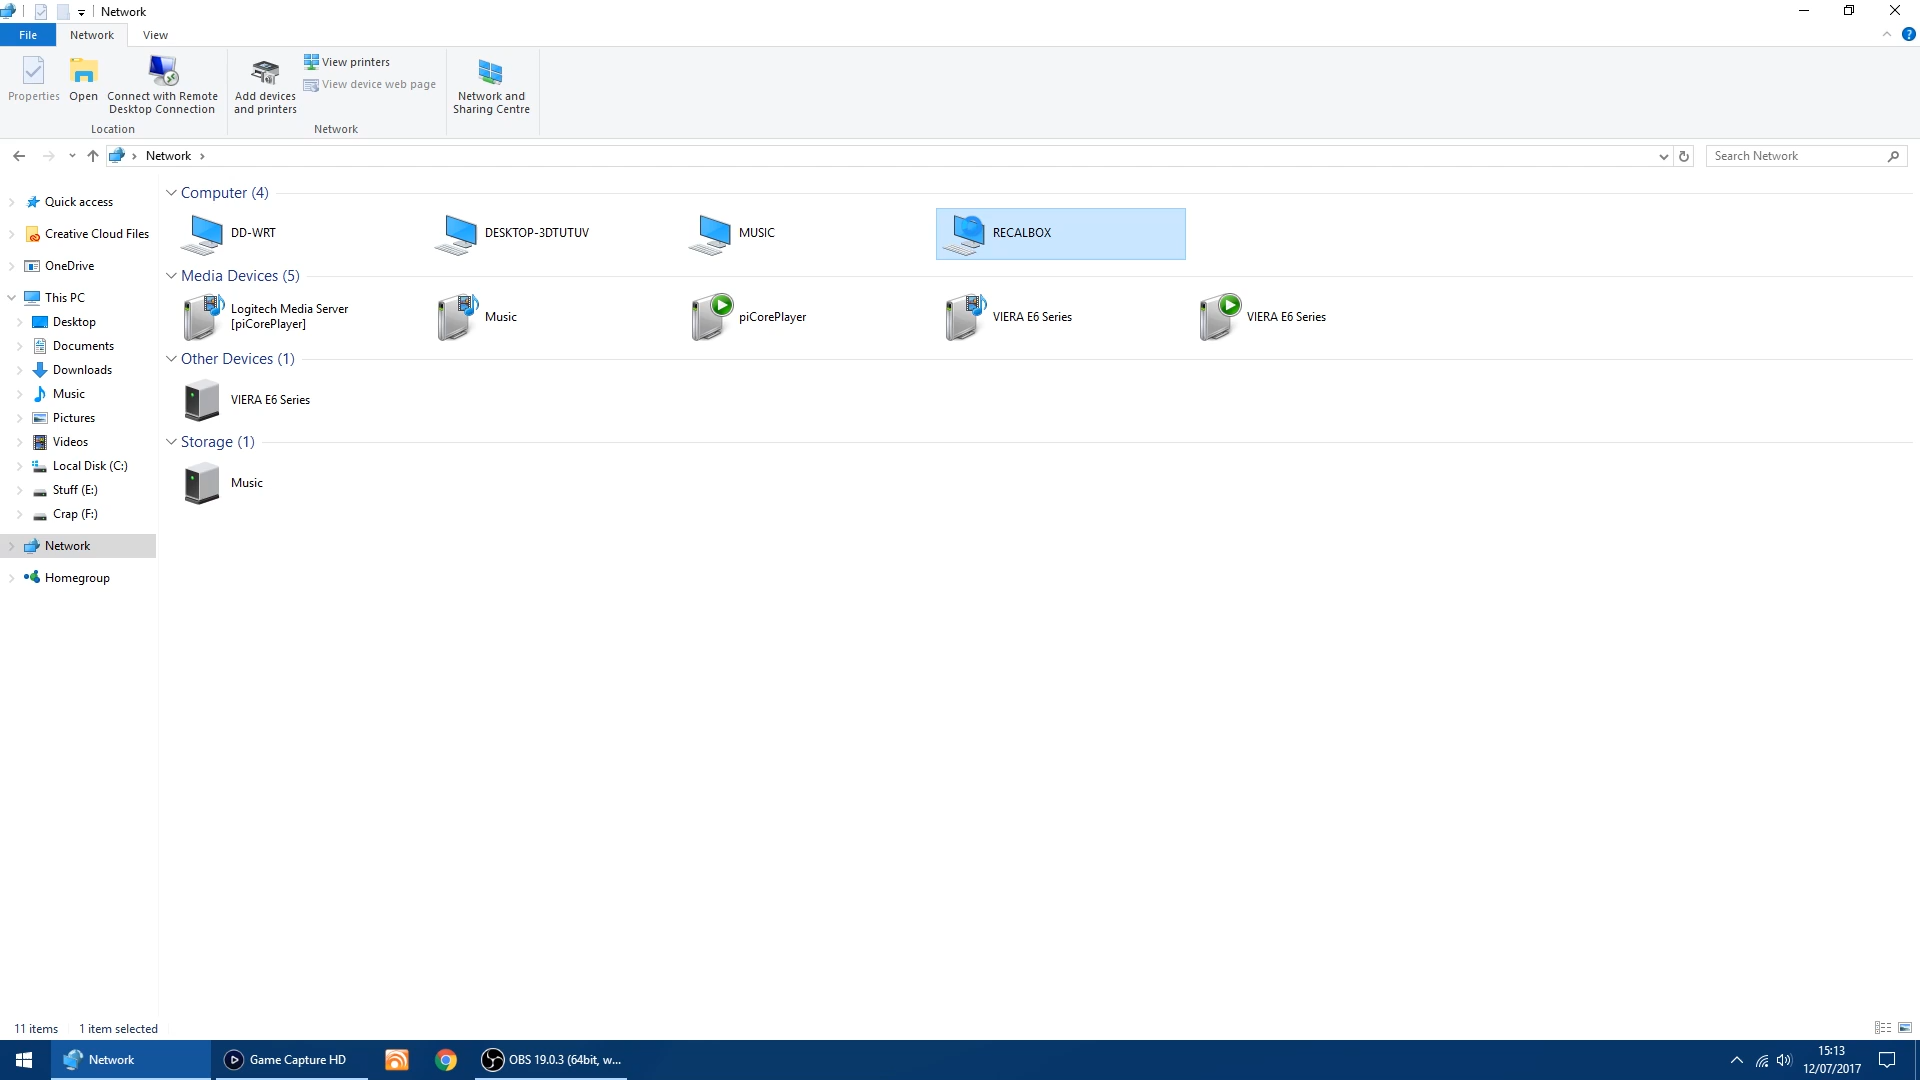 Network
File
Network
View
Properties
Open
Connect with Remote
Desktop Connection
Location
Add devices
and printers
View printers
View device web page
Network
Network and
Sharing Centre
Network
Search Network
Quick access
Creative Cloud Files
OneDrive
This PC
Desktop
Documents
Downloads
Music
Pictures
Videos
Local Disk (C:)
Stuff (E:)
Crap (F:)
Network
Homegroup
Computer (4)
DD-WRT
DESKTOP-3DTUTUV
MUSIC
RECALBOX
Media Devices (5)
Logitech Media Server
[piCorePlayer]
Music
piCorePlayer
VIERA E6 Series
VIERA E6 Series
Other Devices (1)
VIERA E6 Series
Storage (1)
Music
11 items
1 item selected
Network
Game Capture HD
OBS 19.0.3 (64bit, w...
15:13
12/07/2017